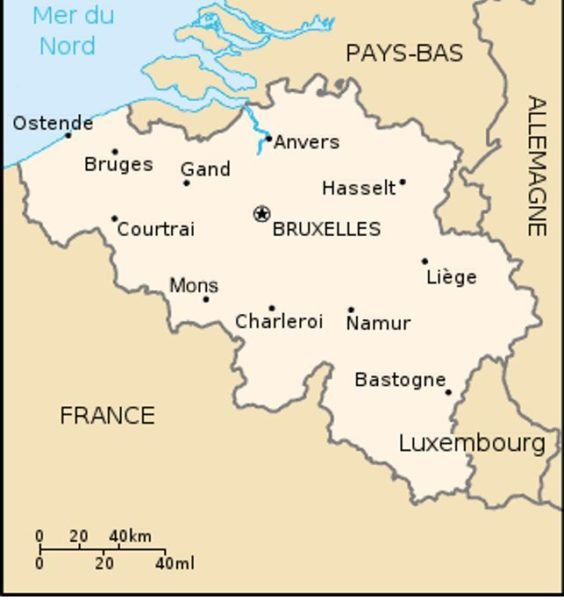 Mer du
Nord
PAYS-BAS
ALLEMAGNE
Ostende
Anvers
Bruges
Gand
Hasselt
Courtrai
BRUXELLES
Liège
Mons
Charleroi
Namur
Bastogne
FRANCE
Luxembourg
0 20 40km
0 20 40ml